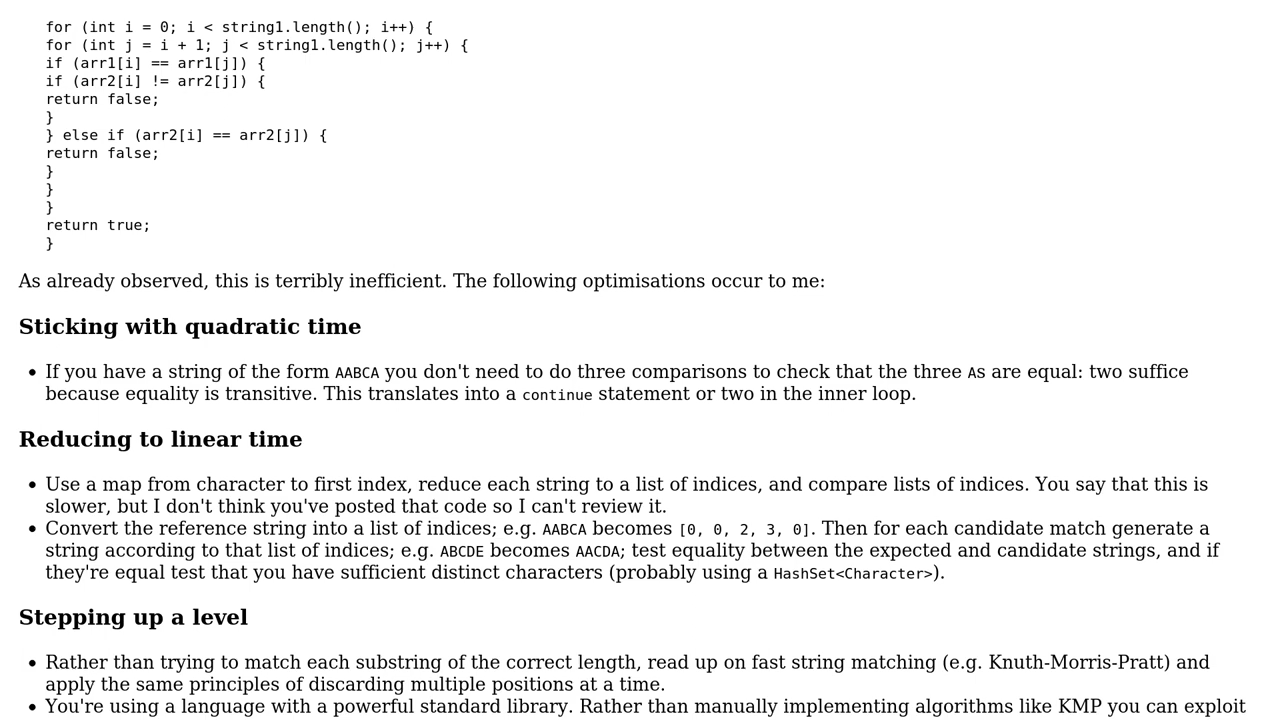 for (int i = 0; i < string1.length(); i++) {
for (int j = i + 1; j < string1.length(); j++) {
if (arr1[i] == arr1[j]) {
if (arr2[i] != arr2[j]) {
return false;
}
} else if (arr2[i] == arr2[j]) {
return false;
}
}
}
return true;
}
As already observed, this is terribly inefficient. The following optimisations occur to me:
Sticking with quadratic time
• If you have a string of the form AABCA you don't need to do three comparisons to check that the three As are equal: two suffice
because equality is transitive. This translates into a continue statement or two in the inner loop.
Reducing to linear time
• Use a map from character to first index, reduce each string to a list of indices, and compare lists of indices. You say that this is
slower, but I don't think you've posted that code so I can't review it.
• Convert the reference string into a list of indices; e.g. AABCA becomes [0, 0, 2, 3, 0]. Then for each candidate match generate a
string according to that list of indices; e.g. ABCDE becomes AACDA; test equality between the expected and candidate strings, and if
they're equal test that you have sufficient distinct characters (probably using a HashSet<Character>).
Stepping up a level
• Rather than trying to match each substring of the correct length, read up on fast string matching (e.g. Knuth-Morris-Pratt) and
apply the same principles of discarding multiple positions at a time.
• You're using a language with a powerful standard library. Rather than manually implementing algorithms like KMP you can exploit